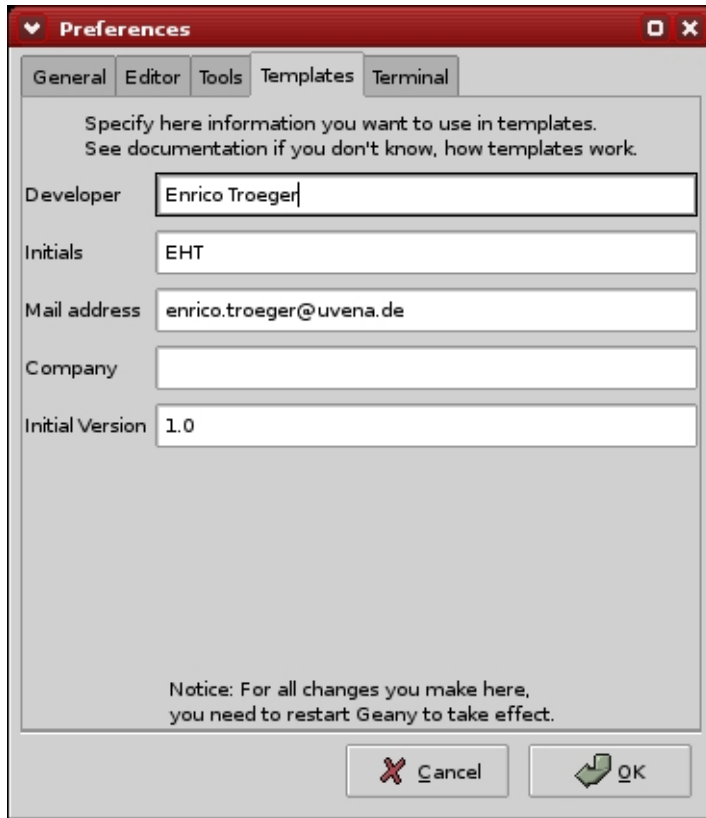 Preferences
General Editor Tools Templates Terminal
Specify here information you want to use in templates.
See documentation if you don't know, how templates work.
Developer Enrico Troeger
Initials EHT
Mail address enrico.troeger@uvena.de
Company
Initial Version 1.0
Notice: For all changes you make here,
you need to restart Geany to take effect.
Cancel OK